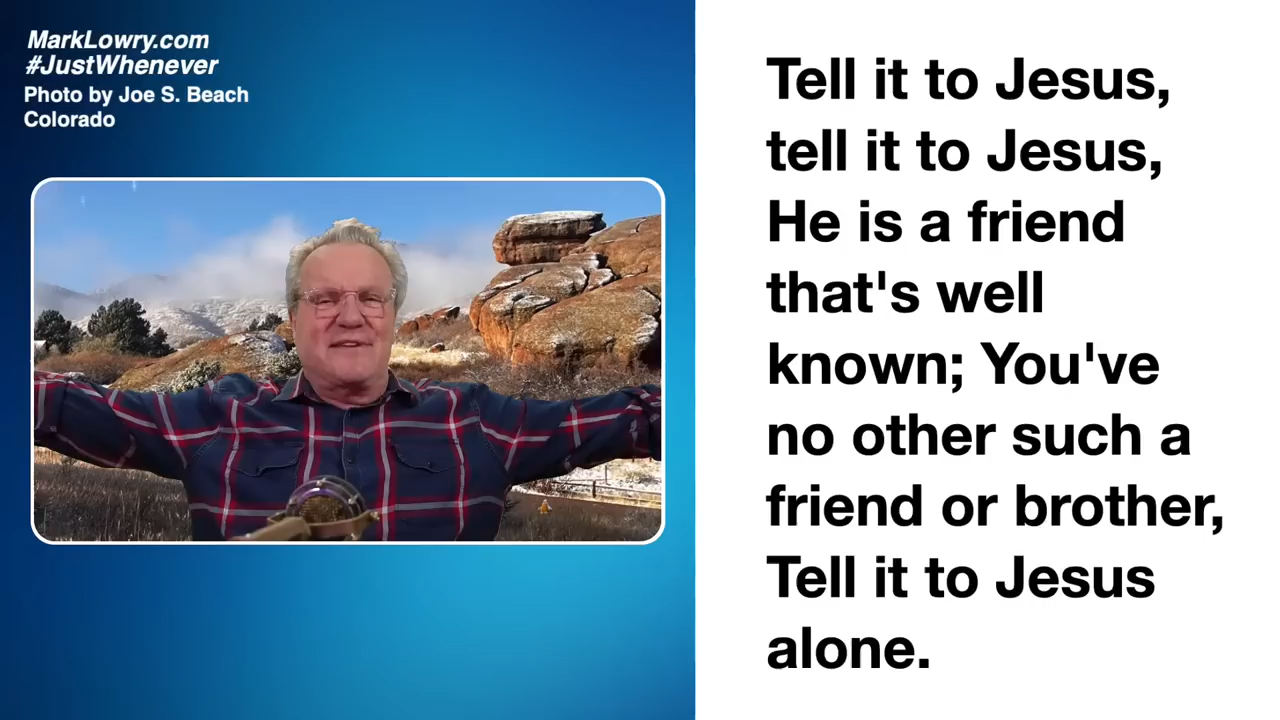 MarkLowry.com
#JustWhenever
Photo by Joe S. Beach
Colorado
Tell it to Jesus,
tell it to Jesus,
He is a friend
that's well
known; You've
no other such a
friend or brother,
Tell it to Jesus
alone.